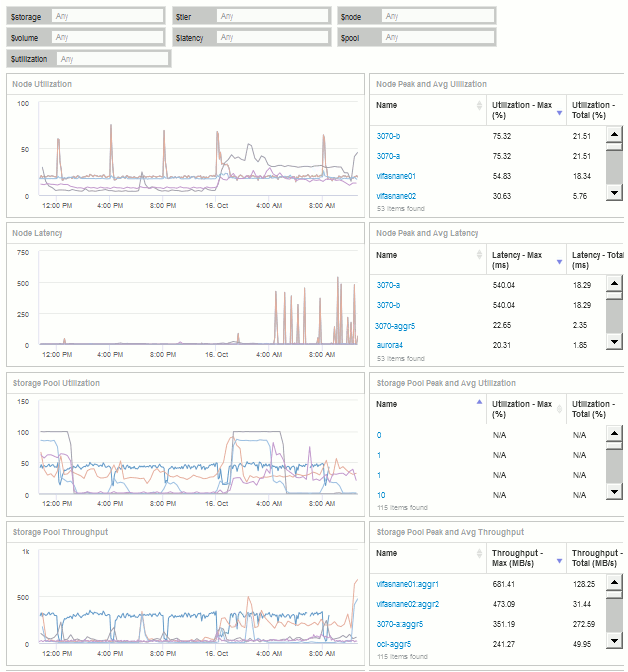 $storage Any $tier Any $node Any
$volume Any $latency Any $pool Any
$utilization Any
Node Utilization
100
50
0
12:00 PM 4:00 PM 8:00 PM 16. Oct 4:00 AM 8:00 AM
Node Peak and Avg Utilization
Name Utilization - Max (%) Utilization - Total (%)
3070-b 75.32 21.51
3070-a 75.32 21.51
vifasnane01 54.83 18.34
vifasnane02 30.63 5.76
53 items found
Node Latency
750
500
250
0
12:00 PM 4:00 PM 8:00 PM 16. Oct 4:00 AM 8:00 AM
Node Peak and Avg Latency
Name Latency - Max (ms) Latency - Total (ms)
3070-a 540.04 18.29
3070-b 540.04 18.29
3070-aggr5 22.65 2.35
aurora4 20.31 1.85
53 items found
Storage Pool Utilization
150
100
50
0
12:00 PM 4:00 PM 8:00 PM 16. Oct 4:00 AM 8:00 AM
Storage Pool Peak and Avg Utilization
Name Utilization - Max (%) Utilization - Total (%)
0 N/A N/A
1 N/A N/A
1 N/A N/A
10 N/A N/A
115 items found
Storage Pool Throughput
1k
500
0
12:00 PM 4:00 PM 8:00 PM 16. Oct 4:00 AM 8:00 AM
Storage Pool Peak and Avg Throughput
Name Throughput - Max (MB/s) Throughput - Total (MB/s)
vifasnane01:aggr1 681.41 128.25
vifasnane02:aggr2 473.09 31.44
3070-a:aggr5 351.19 272.59
oci-aggr5 241.27 49.95
115 items found